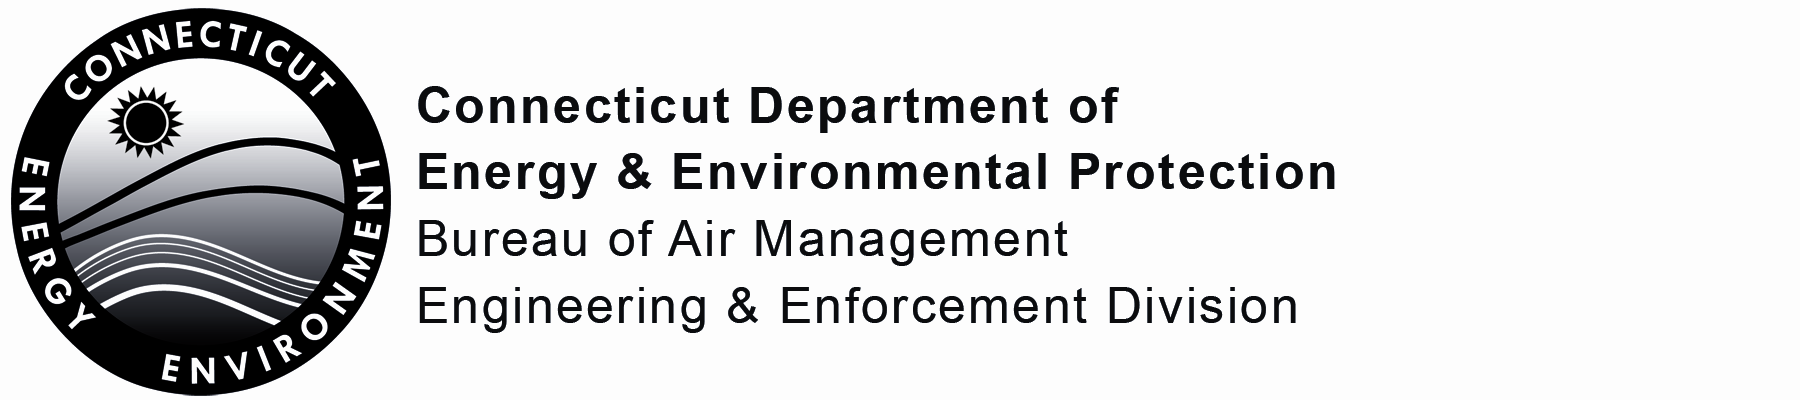 CONNECTICUT
ENERGY
ENVIRONMENT
Connecticut Department of
Energy & Environmental Protection
Bureau of Air Management
Engineering & Enforcement Division